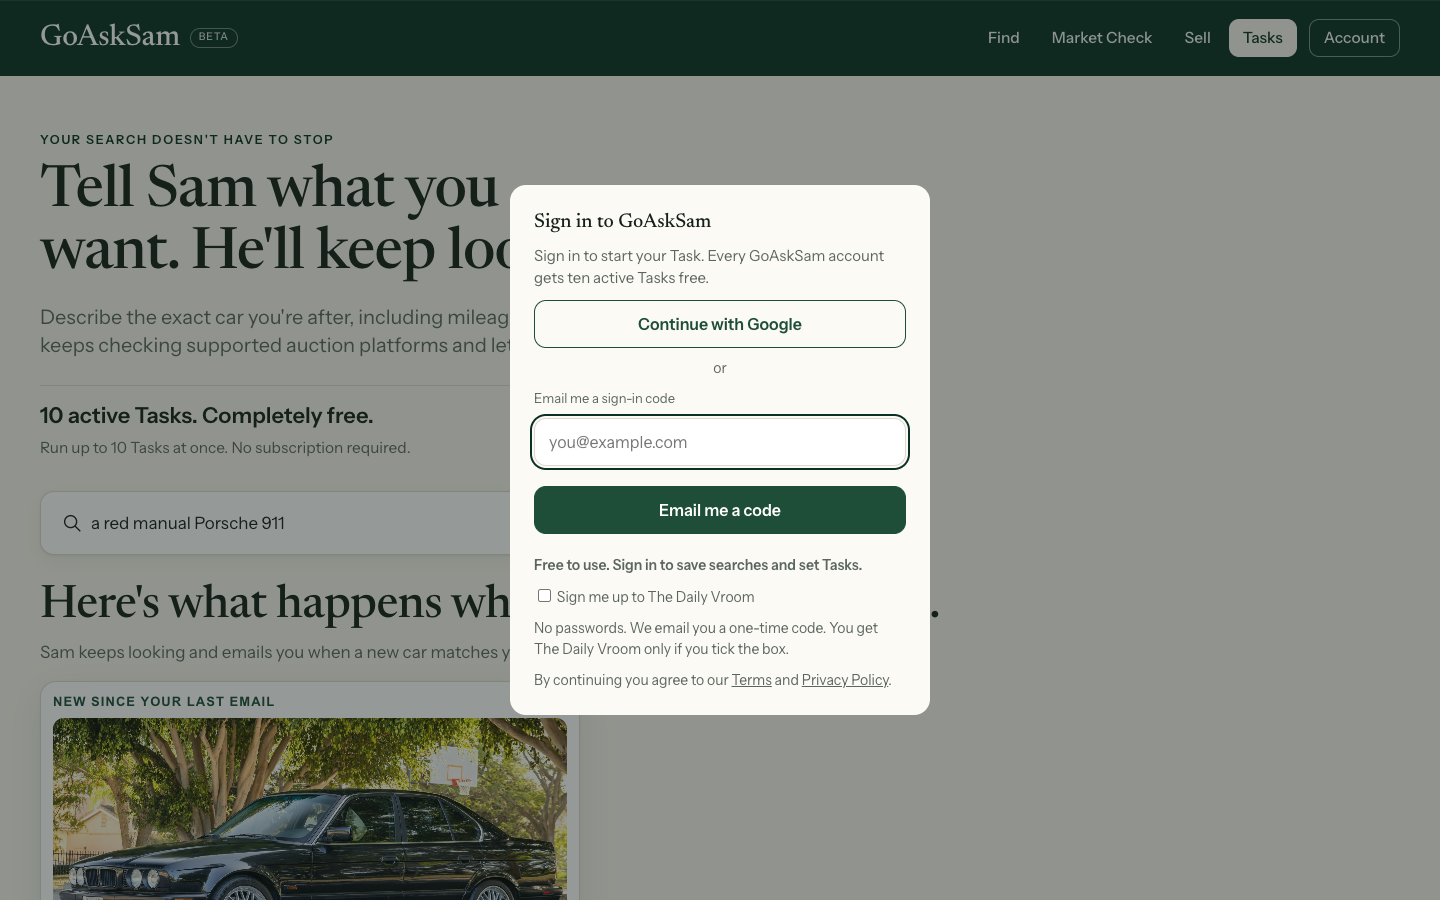 GoAskSam BETA
Find Market Check Sell Tasks Account
YOUR SEARCH DOESN'T HAVE TO STOP
Tell Sam what you
want. He'll keep
Describe the exact car you're after, including
keeps checking supported auction platforms and
10 active Tasks. Completely free.
Run up to 10 Tasks at once. No subscription required.
a red manual Porsche 911
Here's what happens
Sam keeps looking and emails you when a new car matches
NEW SINCE YOUR LAST EMAIL
Sign in to GoAskSam
Sign in to start your Task. Every GoAskSam account
gets ten active Tasks free.
Continue with Google
or
Email me a sign-in code
you@example.com
Email me a code
Free to use. Sign in to save searches and set Tasks.
Sign me up to The Daily Vroom
No passwords. We email you a one-time code. You get
The Daily Vroom only if you tick the box.
By continuing you agree to our Terms and Privacy Policy.